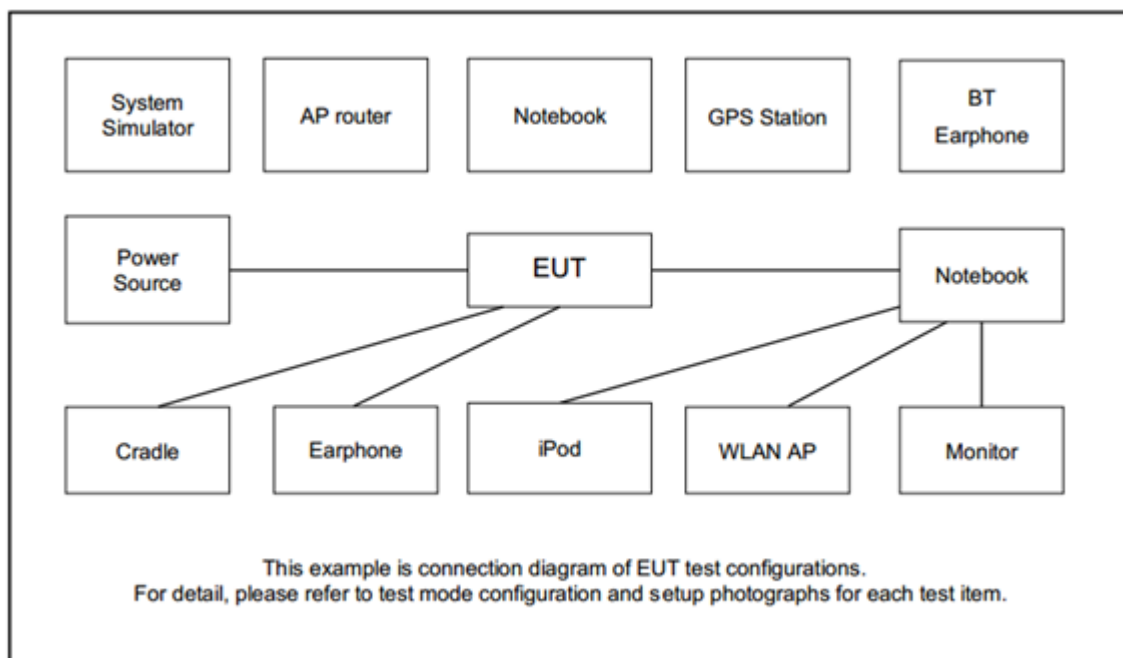 System
Simulator
AP router
Notebook
GPS Station
BT
Earphone
Power
Source
EUT
Notebook
Cradle
Earphone
iPod
WLAN AP
Monitor
This example is connection diagram of EUT test configurations.
For detail, please refer to test mode configuration and setup photographs for each test item.